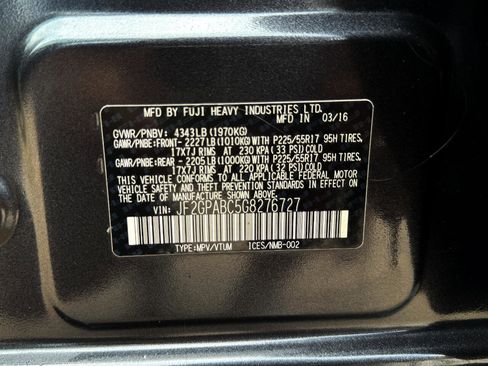 MFD BY FUJI HEAVY INDUSTRIES LTD.
MFD IN 03/16
GVWR/PNBV: 4343LB(1970KG)
GAWR/PNBE:FRONT- 2227LB(1010KG) WITH P225/55R17 95H TIRES,
17X7J RIMS AT 230 KPA (33 PSI)COLD
GAWR/PNBE:REAR - 2205LB(1000KG) WITH P225/55R17 95H TIRES,
17X7J RIMS AT 220 KPA (32 PSI)COLD
THIS VEHICLE CONFORMS TO ALL APPLICABLE FEDERAL MOTOR
VEHICLE SAFETY AND THEFT PREVENTION STANDARDS IN EFFECT ON
THE DATE OF MANUFACTURE SHOWN ABOVE.
VIN: JF2GPABC5G8276727
TYPE:MPV/VTUM ICES/NMB-002